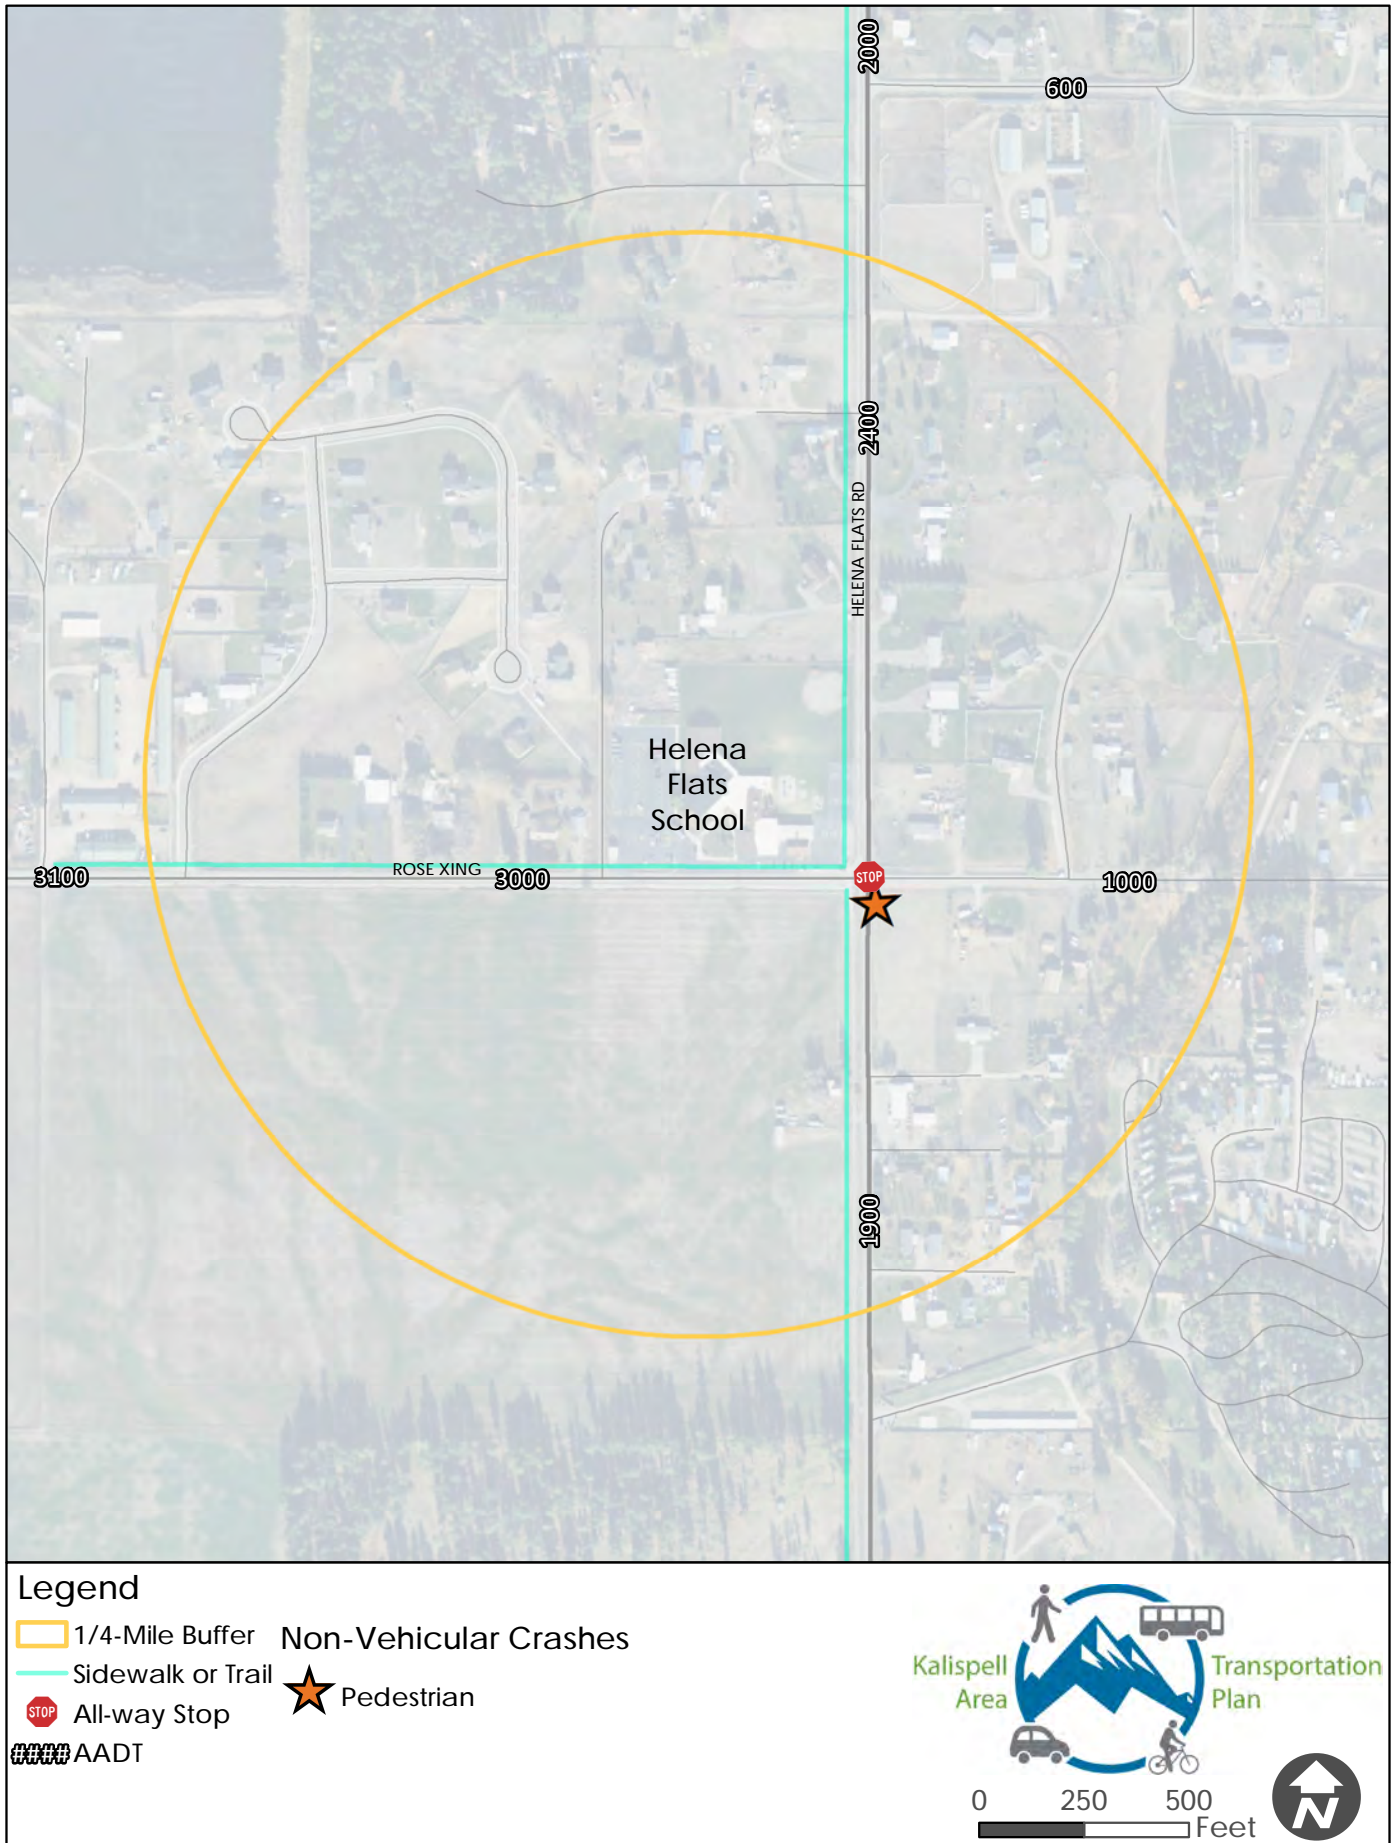 2000
600
2400
HELENA FLATS RD
Helena
Flats
School
3100
ROSE XING
3000
STOP
1000
1900
Legend
1/4-Mile Buffer
Sidewalk or Trail
STOP
All-way Stop
#### AADT
Non-Vehicular Crashes
Pedestrian
Kalispell
Area
Transportation
Plan
0 250 500
Feet
N